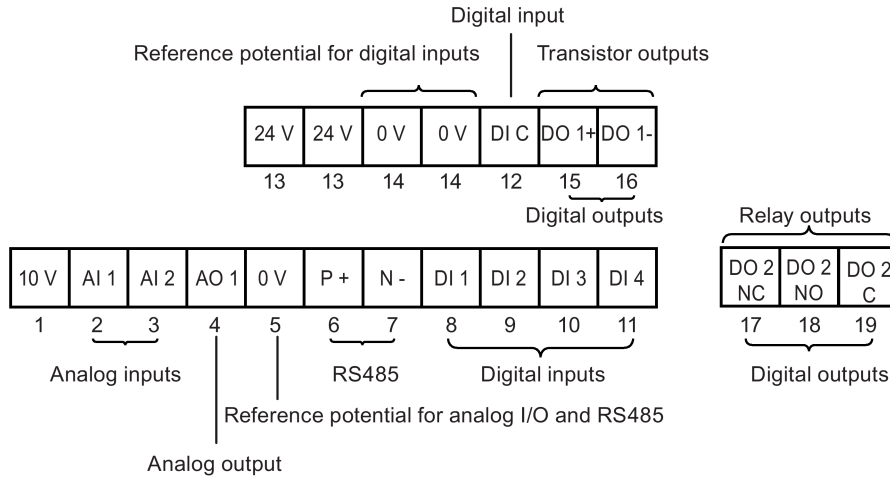 Digital input
Reference potential for digital inputs
Transistor outputs
24 V 24 V 0 V 0 V DI C DO 1+ DO 1-
13 13 14 14 12 15 16
Digital outputs
Relay outputs
10 V AI 1 AI 2 AO 1 0 V P + N - DI 1 DI 2 DI 3 DI 4
DO 2 NC DO 2 NO DO 2 C
1 2 3 4 5 6 7 8 9 10 11 17 18 19
Analog inputs RS485 Digital inputs Digital outputs
Reference potential for analog I/O and RS485
Analog output